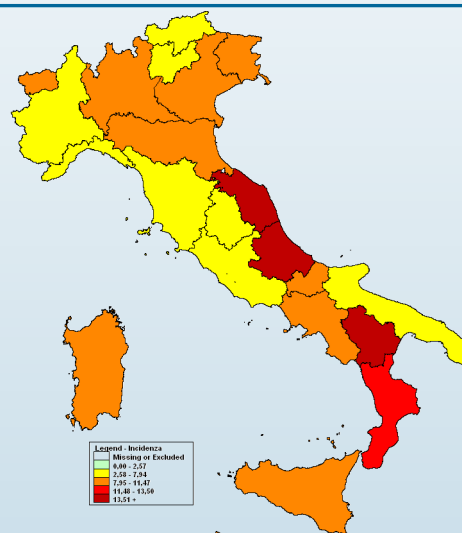 Legend - Incidenza
Missing or Excluded
0,00 - 2,57
2,58 - 7,94
7,95 - 11,47
11,48 - 13,50
13,51 +